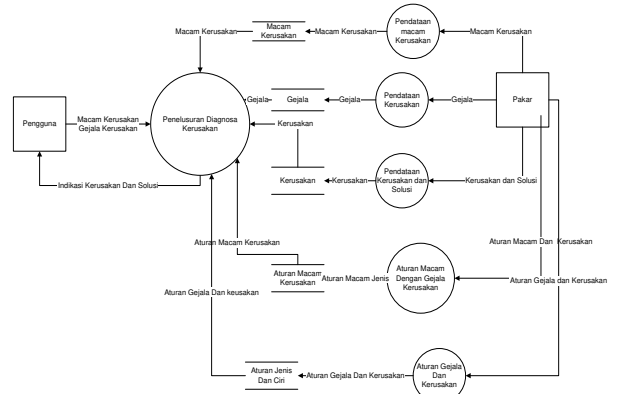 Macam Kerusakan
Macam
Kerusakan
Macam Kerusakan
Pendataan
macam
Kerusakan
Macam Kerusakan
Pengguna
Macam Kerusakan
Gejala Kerusakan
Penelusuran Diagnosa
Kerusakan
Gejala
Gejala
Gejala
Pendataan
Kerusakan
Gejala
Pakar
Kerusakan
Indikasi Kerusakan Dan Solusi
Kerusakan
Kerusakan
Pendataan
Kerusakan dan
Solusi
Kerusakan dan Solusi
Aturan Macam Kerusakan
Aturan Macam Dan Kerusakan
Aturan Macam
Kerusakan
Aturan Macam Jenis
Aturan Macam
Dengan Gejala
Kerusakan
Aturan Gejala dan Kerusakan
Aturan Gejala Dan keusakan
Aturan Jenis
Dan Ciri
Aturan Gejala Dan Kerusakan
Aturan Gejala
Dan
Kerusakan